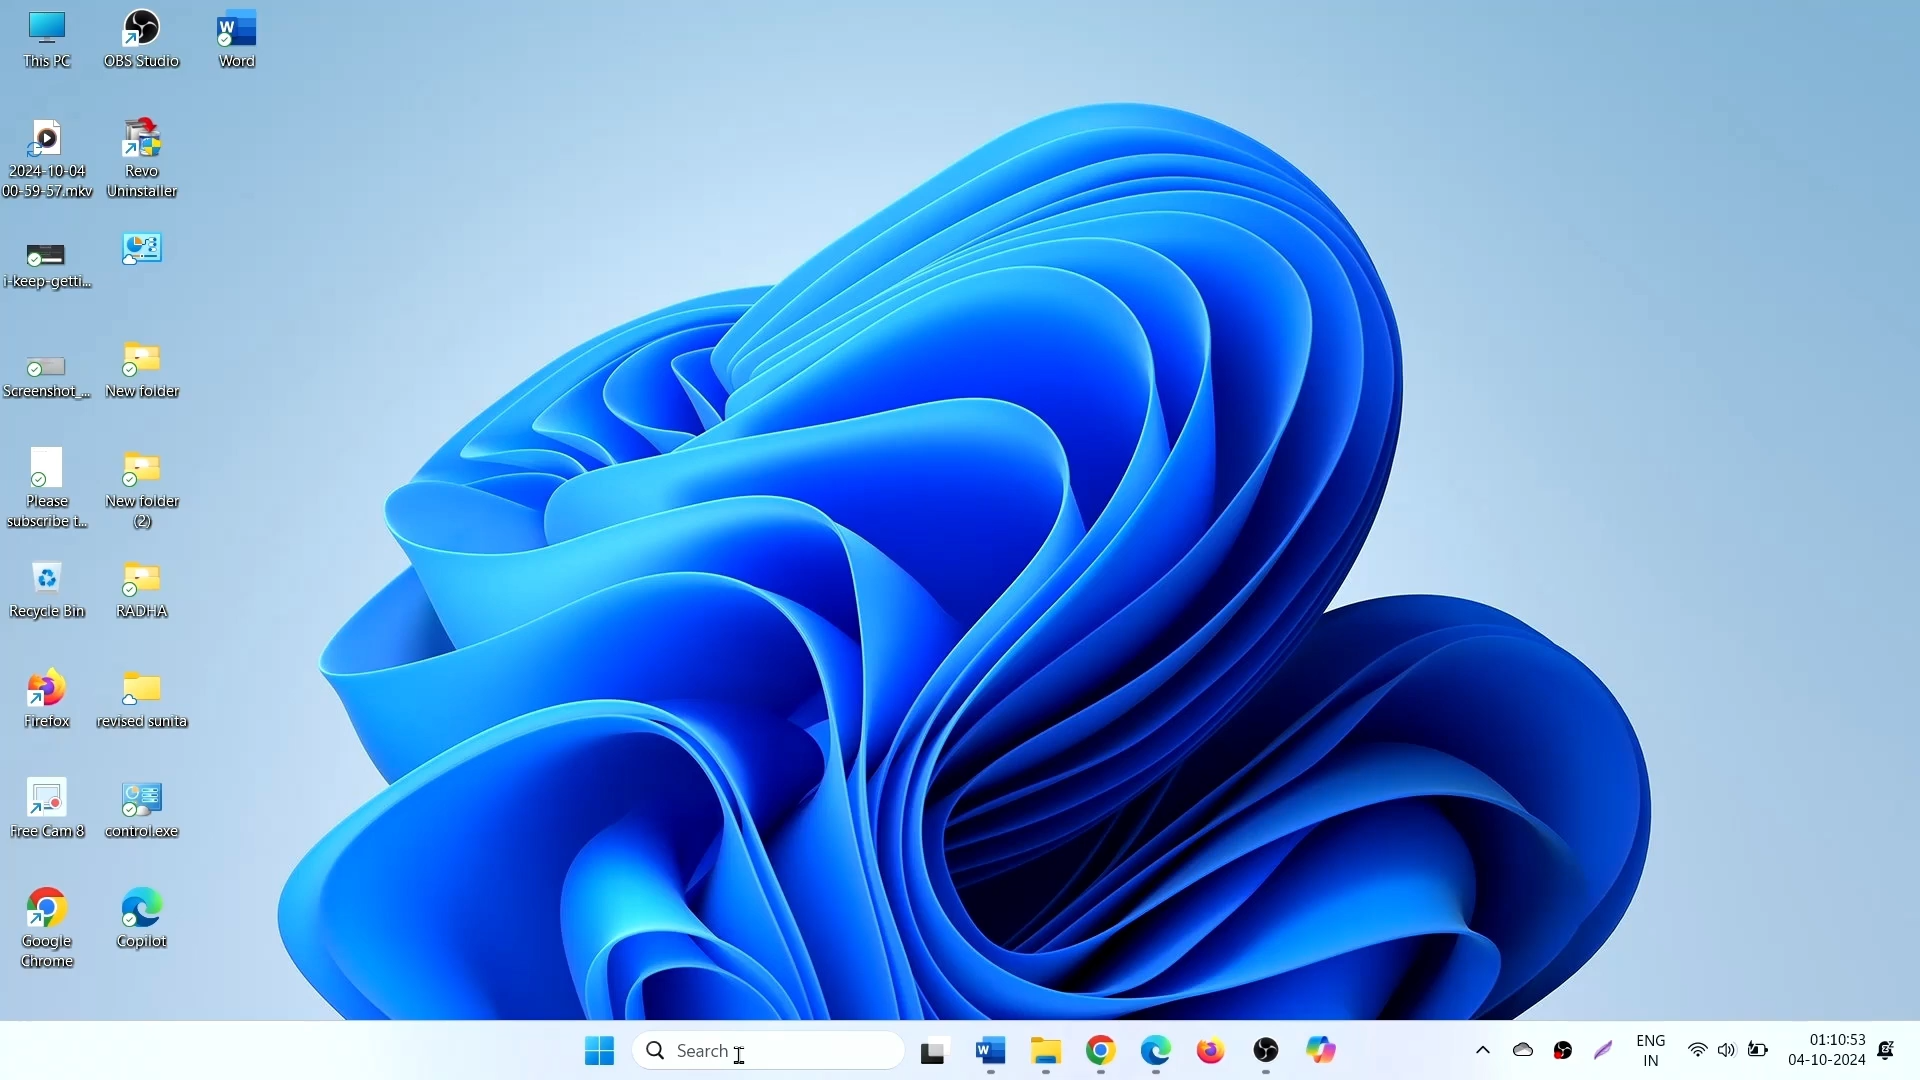 This PC
OBS Studio
Word
2024-10-04
00-59-57.mkv
Revo
Uninstaller
i-keep-getti...
Screenshot_...
New folder
Please
subscribe t...
New folder
(2)
Recycle Bin
RADHA
Firefox
revised sunita
Free Cam 8
control.exe
Google
Chrome
Copilot
Search
ENG
IN
01:10:53
04-10-2024